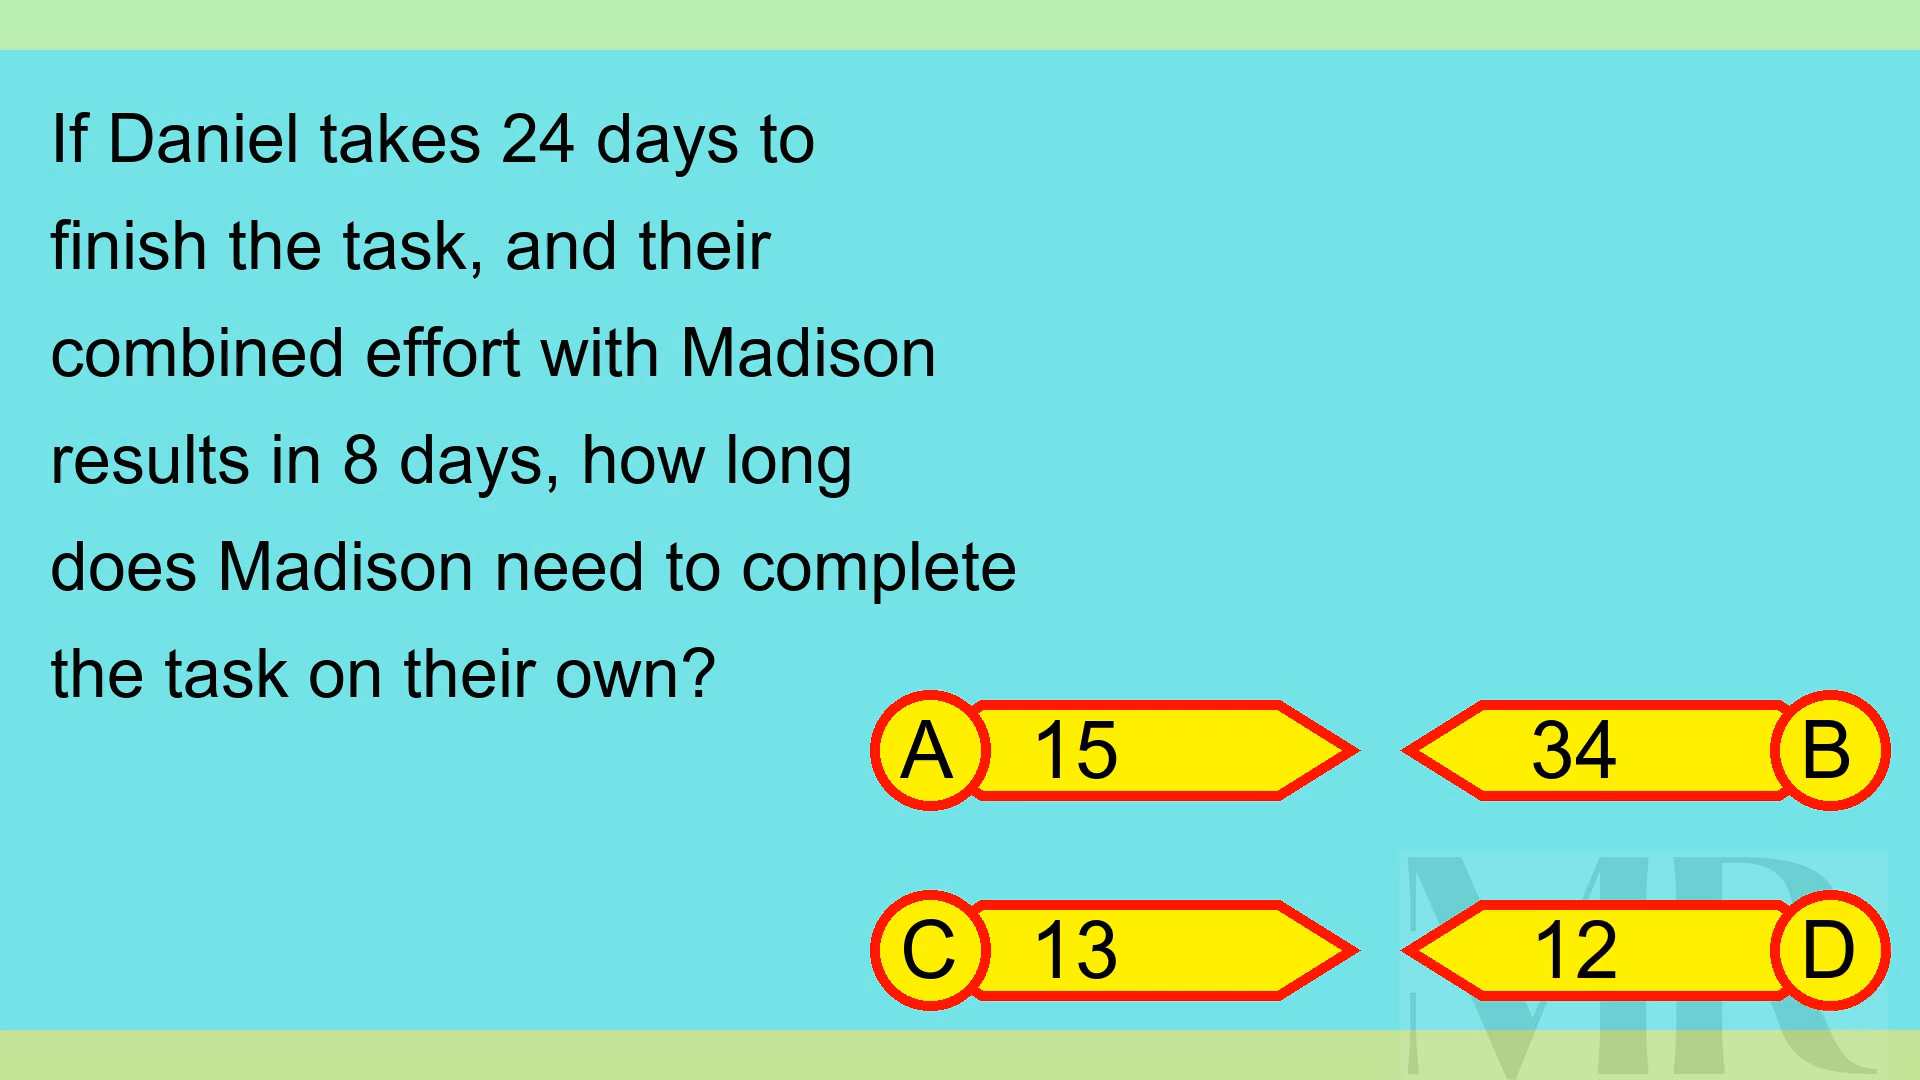 If Daniel takes 24 days to
finish the task, and their
combined effort with Madison
results in 8 days, how long
does Madison need to complete
the task on their own?
A 15
34 B
C 13
12 D
MR